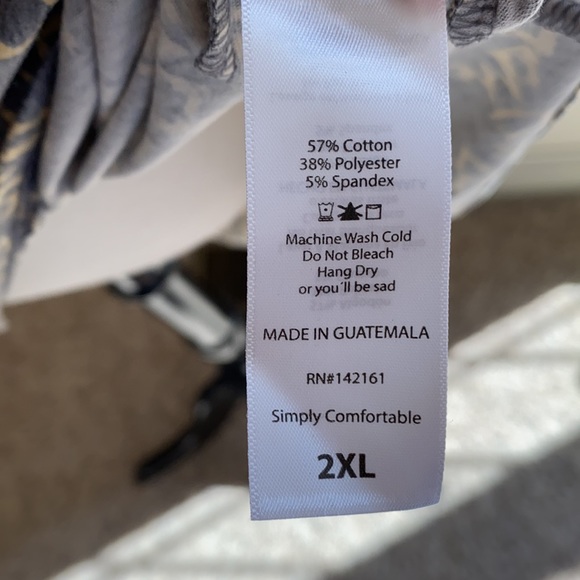 57% Cotton
38% Polyester
5% Spandex
Machine Wash Cold
Do Not Bleach
Hang Dry
or you´ll be sad
MADE IN GUATEMALA
RN#142161
Simply Comfortable
2XL